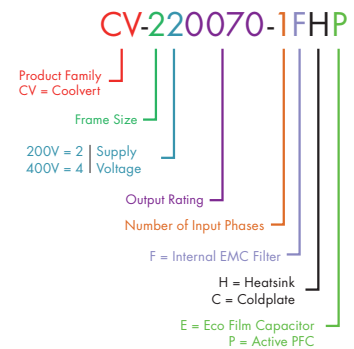 CV-220070-1FHP
Product Family
CV = Coolvert
Frame Size
200V = 2 | Supply
400V = 4 | Voltage
Output Rating
Number of Input Phases
F = Internal EMC Filter
H = Heatsink
C = Coldplate
E = Eco Film Capacitor
P = Active PFC